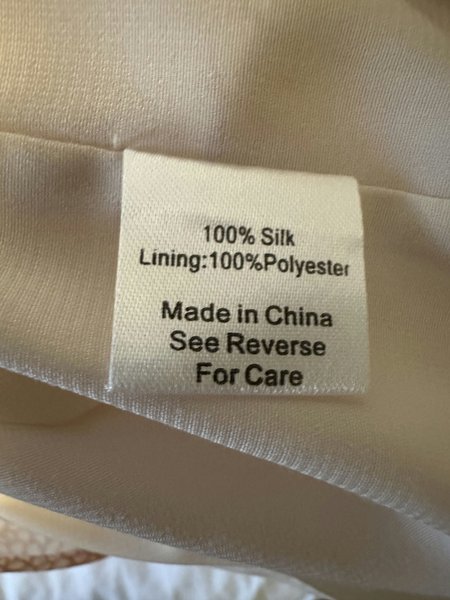 100% Silk
Lining:100%Polyester
Made in China
See Reverse
For Care